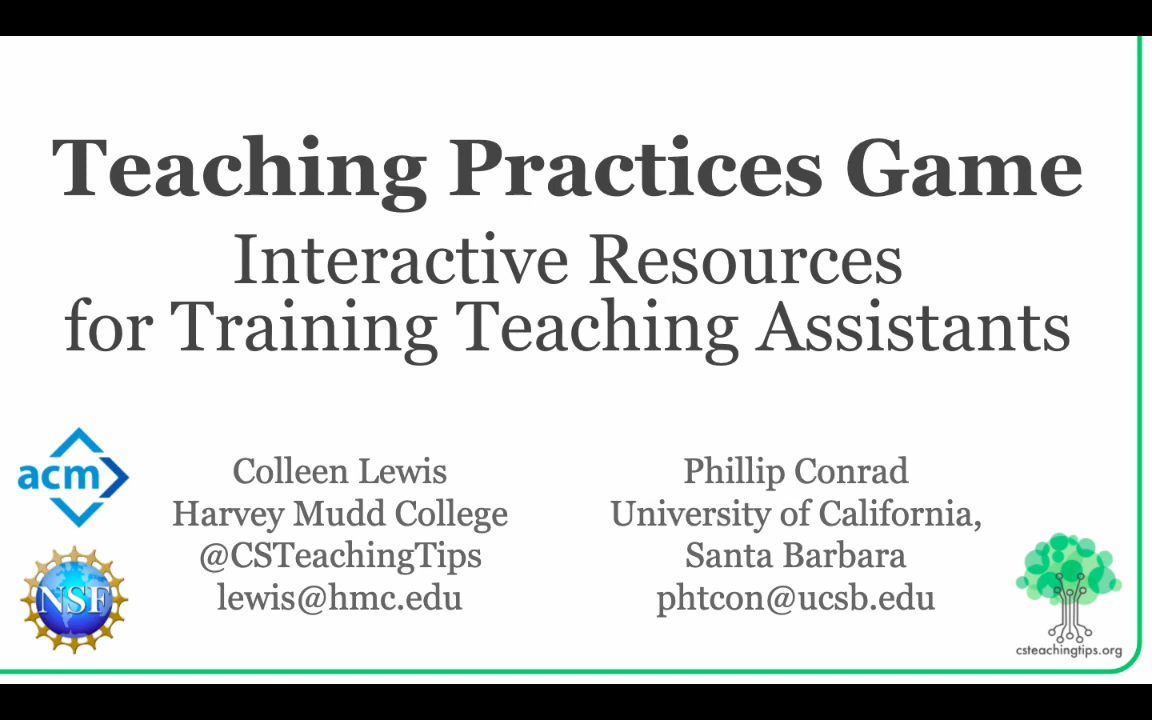 Teaching Practices Game
Interactive Resources
for Training Teaching Assistants
acm
NSF
Colleen Lewis
Harvey Mudd College
@CSTeachingTips
lewis@hmc.edu
Phillip Conrad
University of California,
Santa Barbara
phtcon@ucsb.edu
csteachingtips.org